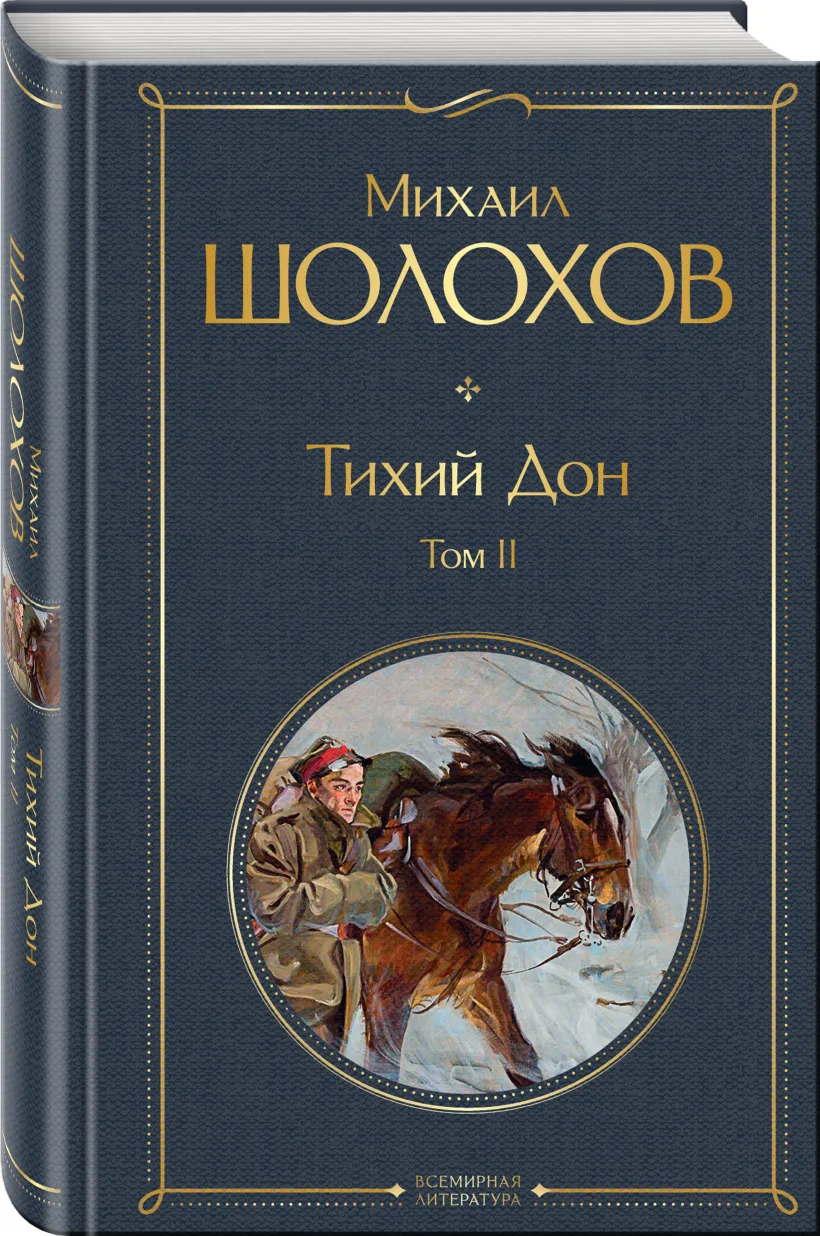 Михаил
ШОЛОХОВ
Тихий Дон
Том II
ВСЕМИРНАЯ
ЛИТЕРАТУРА
Михаил
ШОЛОХОВ
Тихий Дон
Том II